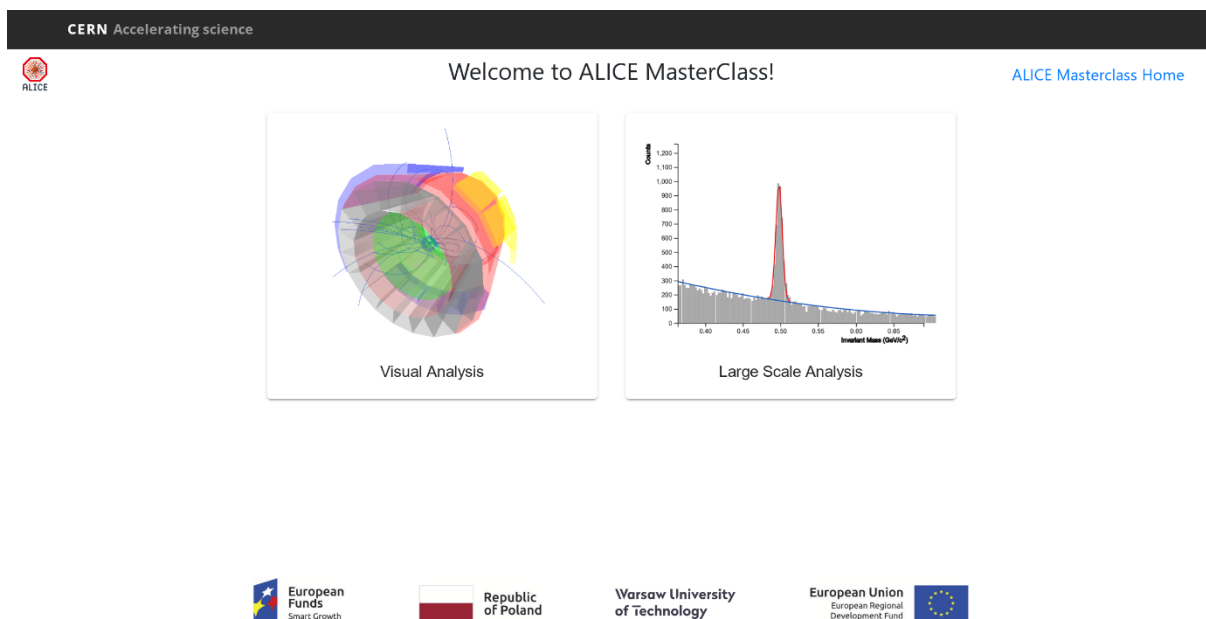 CERN Accelerating science
ALICE
Welcome to ALICE MasterClass!
ALICE Masterclass Home
Visual Analysis
Counts
1,200
1,100
1,000
900
800
700
600
500
400
300
200
100
0
0.40 0.45 0.50 0.55 0.60 0.65
Invariant Mass (GeV/c²)
Large Scale Analysis
European
Funds
Smart Growth
Republic
of Poland
Warsaw University
of Technology
European Union
European Regional
Development Fund